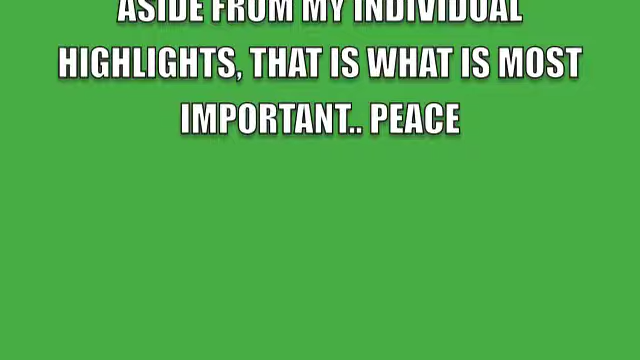 ASIDE FROM MY INDIVIDUAL
HIGHLIGHTS, THAT IS WHAT IS MOST
IMPORTANT.. PEACE